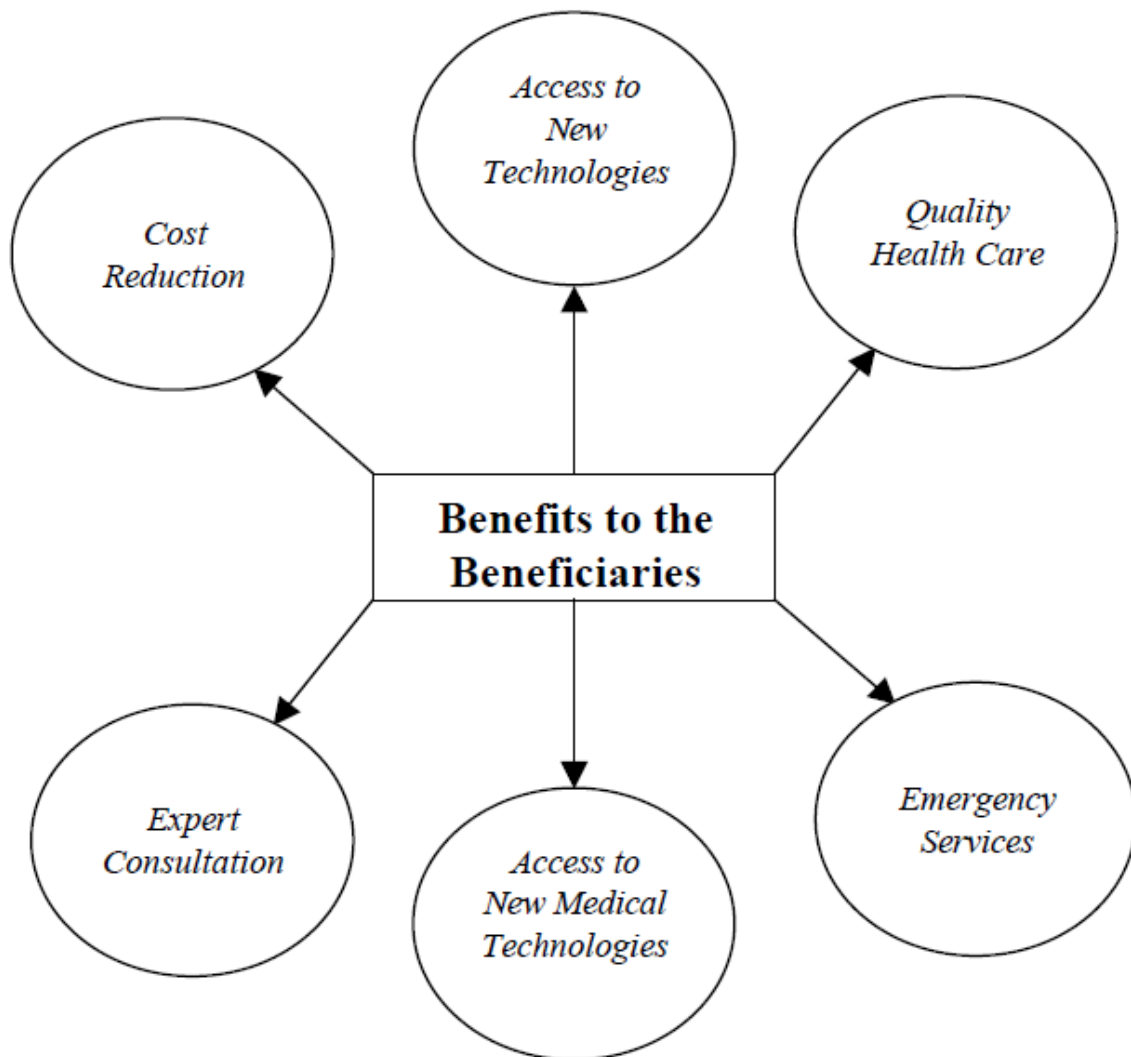 Access to
New
Technologies
Cost
Reduction
Quality
Health Care
Benefits to the
Beneficiaries
Expert
Consultation
Access to
New Medical
Technologies
Emergency
Services